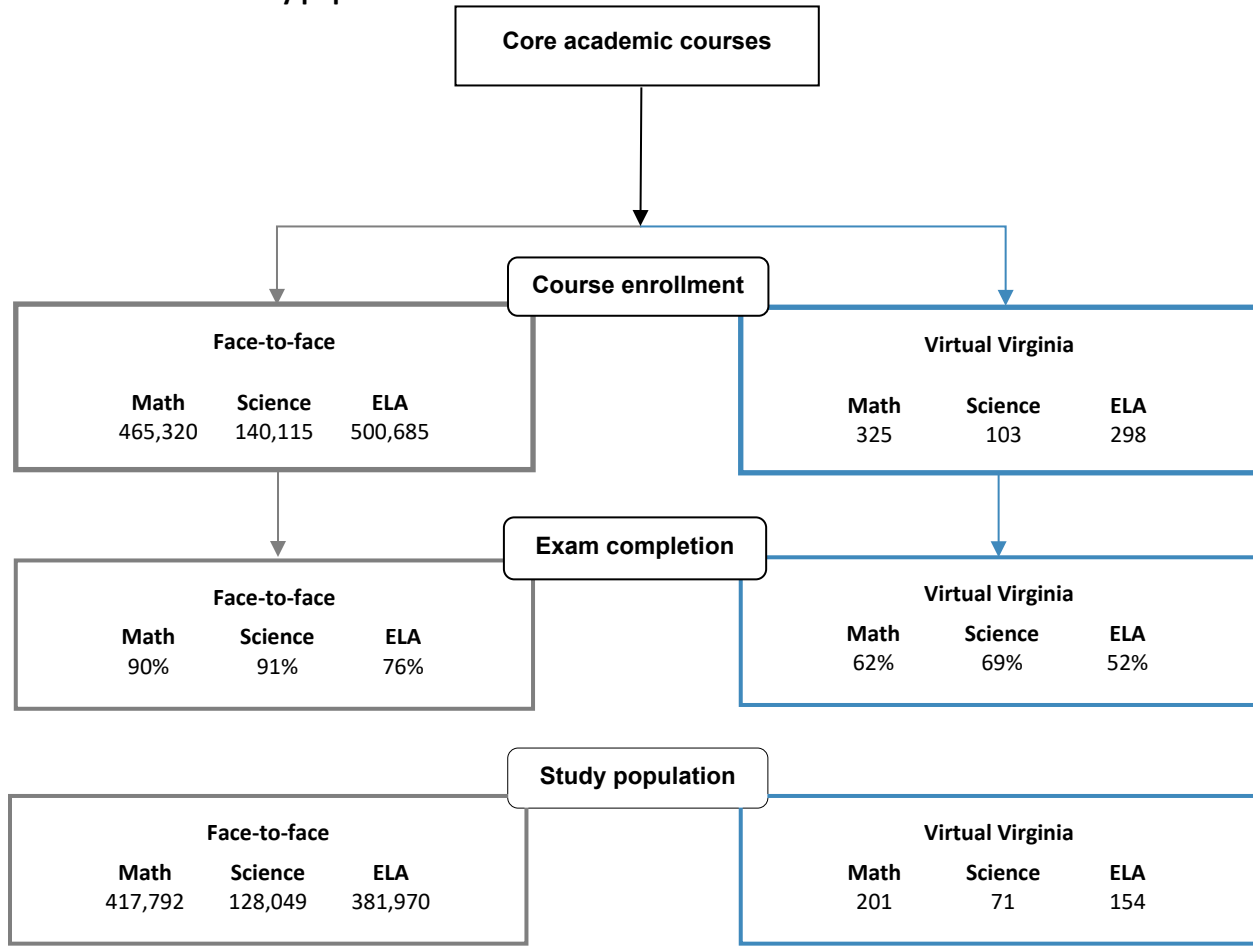 Core academic courses
Course enrollment
Face-to-face
Math Science ELA
465,320 140,115 500,685
Virtual Virginia
Math Science ELA
325 103 298
Exam completion
Face-to-face
Math Science ELA
90% 91% 76%
Virtual Virginia
Math Science ELA
62% 69% 52%
Study population
Face-to-face
Math Science ELA
417,792 128,049 381,970
Virtual Virginia
Math Science ELA
201 71 154